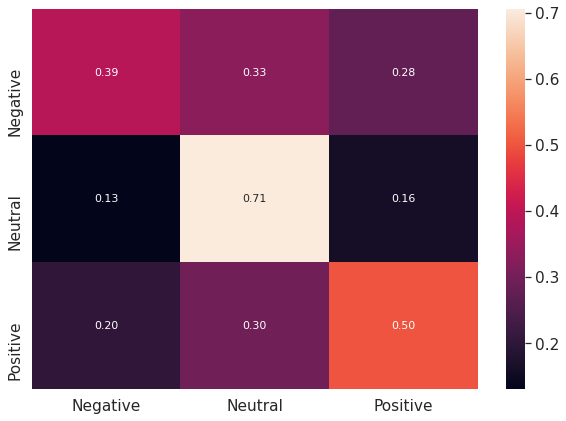 Negative
0.39 0.33 0.28
Neutral
0.13 0.71 0.16
Positive
0.20 0.30 0.50
Negative Neutral Positive
0.7
0.6
0.5
0.4
0.3
0.2